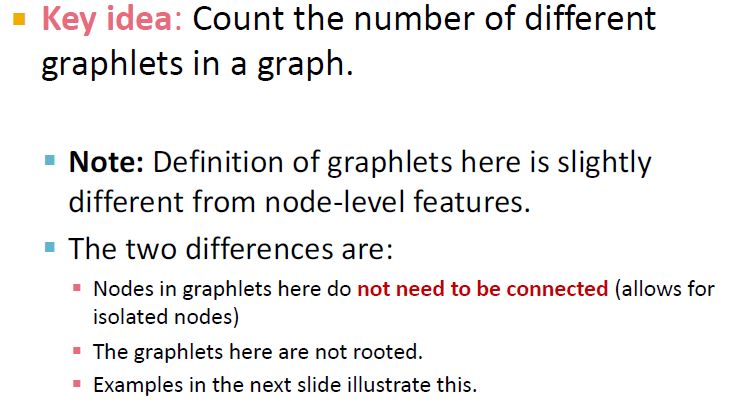 Key idea: Count the number of different
graphlets in a graph.
Note: Definition of graphlets here is slightly
different from node-level features.
The two differences are:
Nodes in graphlets here do not need to be connected (allows for
isolated nodes)
The graphlets here are not rooted.
Examples in the next slide illustrate this.